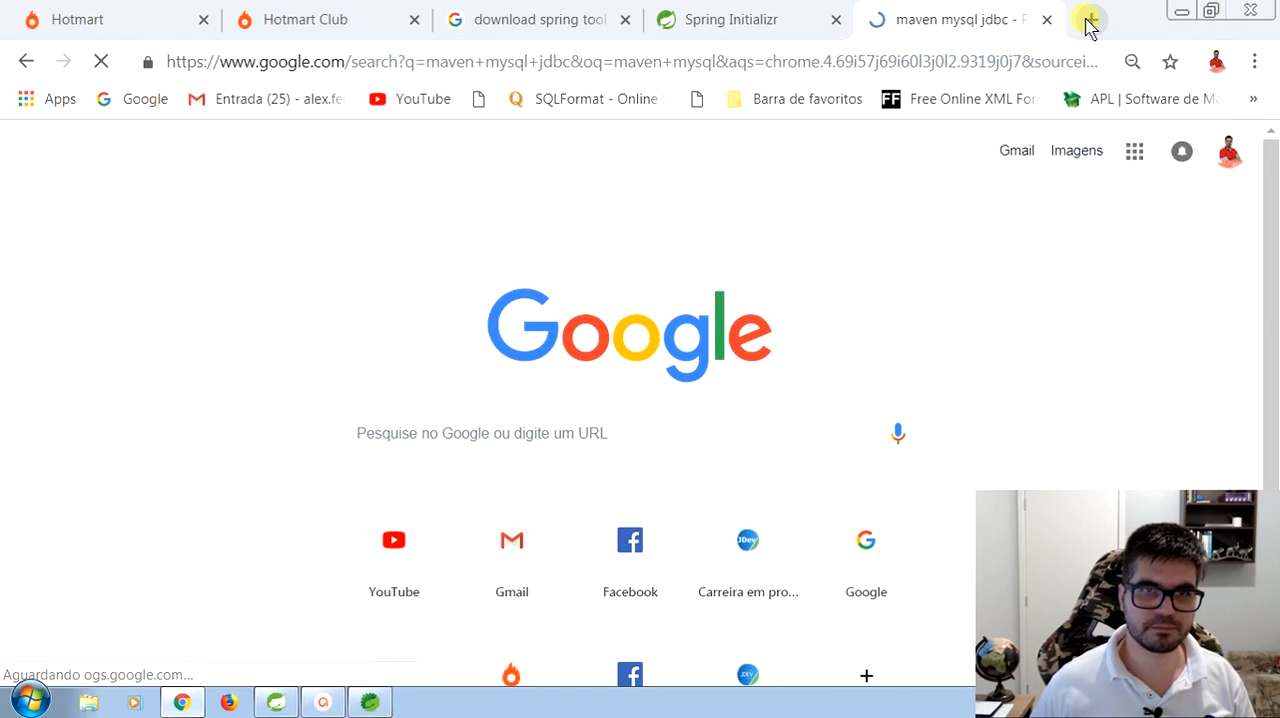 Hotmart
Hotmart Club
download spring tool
Spring Initializr
maven mysql jdbc -
https://www.google.com/search?q=maven+mysql+jdbc&oq=maven+mysql&aqs=chrome.4.69i57j69i60l3j0l2.9319j0j7&sourcei...
Apps
Google
Entrada (25) - alex.fe
YouTube
SQLFormat - Online
Barra de favoritos
FF
Free Online XML For
APL | Software de Ma
»
Gmail
Imagens
Google
Pesquise no Google ou digite um URL
YouTube
Gmail
Facebook
JDev
Carreira em pro...
Google
Aguardando ogs.google.com...